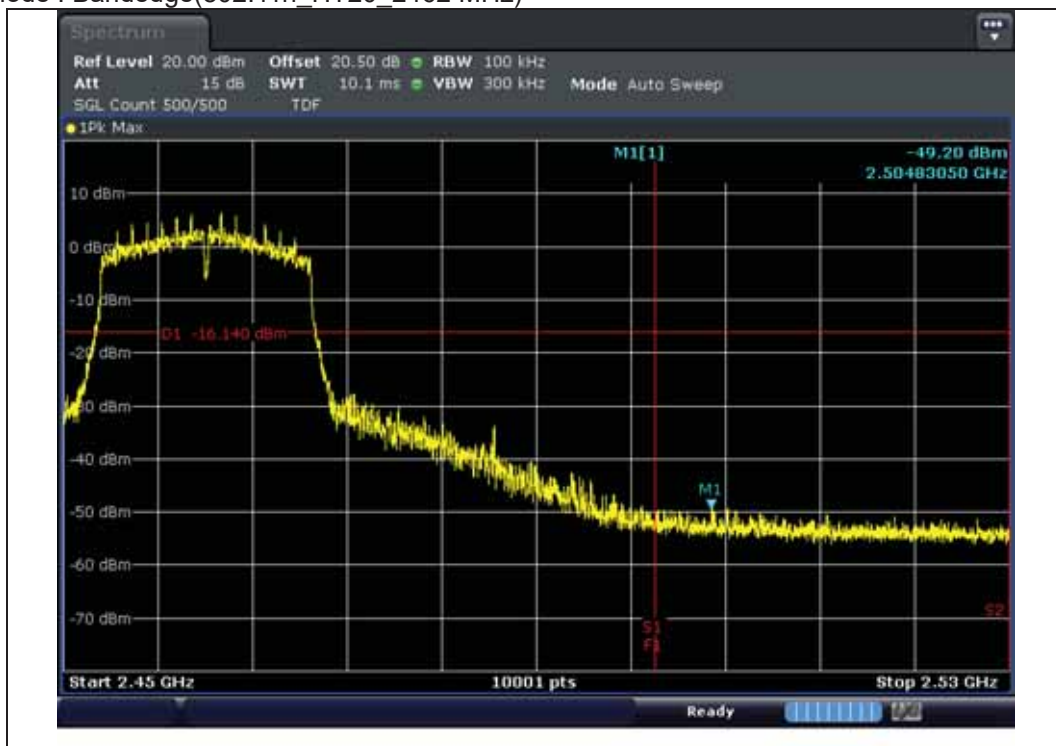 Spectrum
Ref Level 20.00 dBm Offset 20.50 dB RBW 100 kHz
Att 15 dB SWT 10.1 ms VBW 300 kHz Mode Auto Sweep
SGL Count 500/500 TDF
1Pk Max
M1[1] -49.20 dBm
2.50483050 GHz
10 dBm
0 dBm
-10 dBm
D1 -16.140 dBm
-20 dBm
-30 dBm
-40 dBm
M1
-50 dBm
-60 dBm
-70 dBm
S2
S1
F1
Start 2.45 GHz 10001 pts Stop 2.53 GHz
Ready